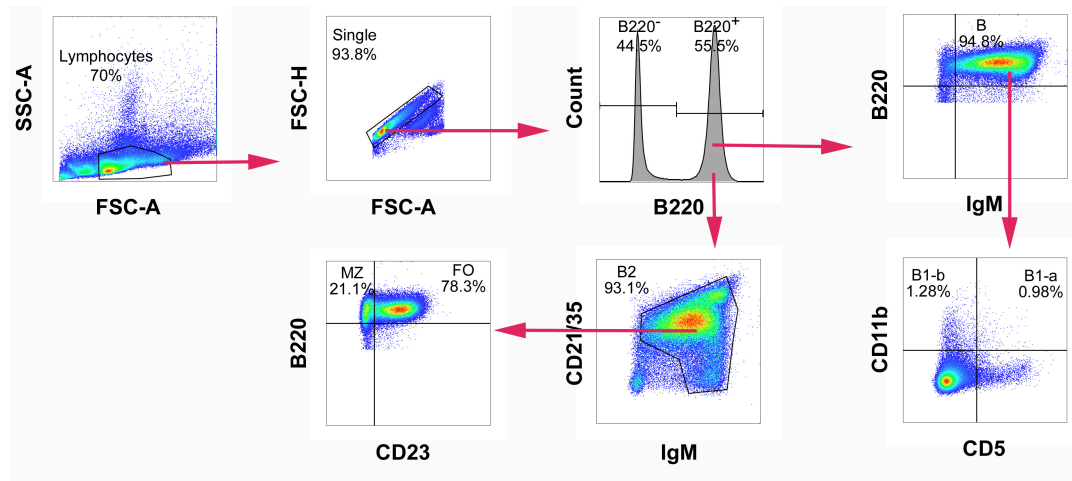 SSC-A
Lymphocytes
70%
FSC-A
FSC-H
Single
93.8%
FSC-A
Count
B220-
44.5%
B220+
55.5%
B220
B220
B
94.8%
IgM
B220
MZ
21.1%
FO
78.3%
CD23
CD21/35
B2
93.1%
IgM
CD11b
B1-b
1.28%
B1-a
0.98%
CD5